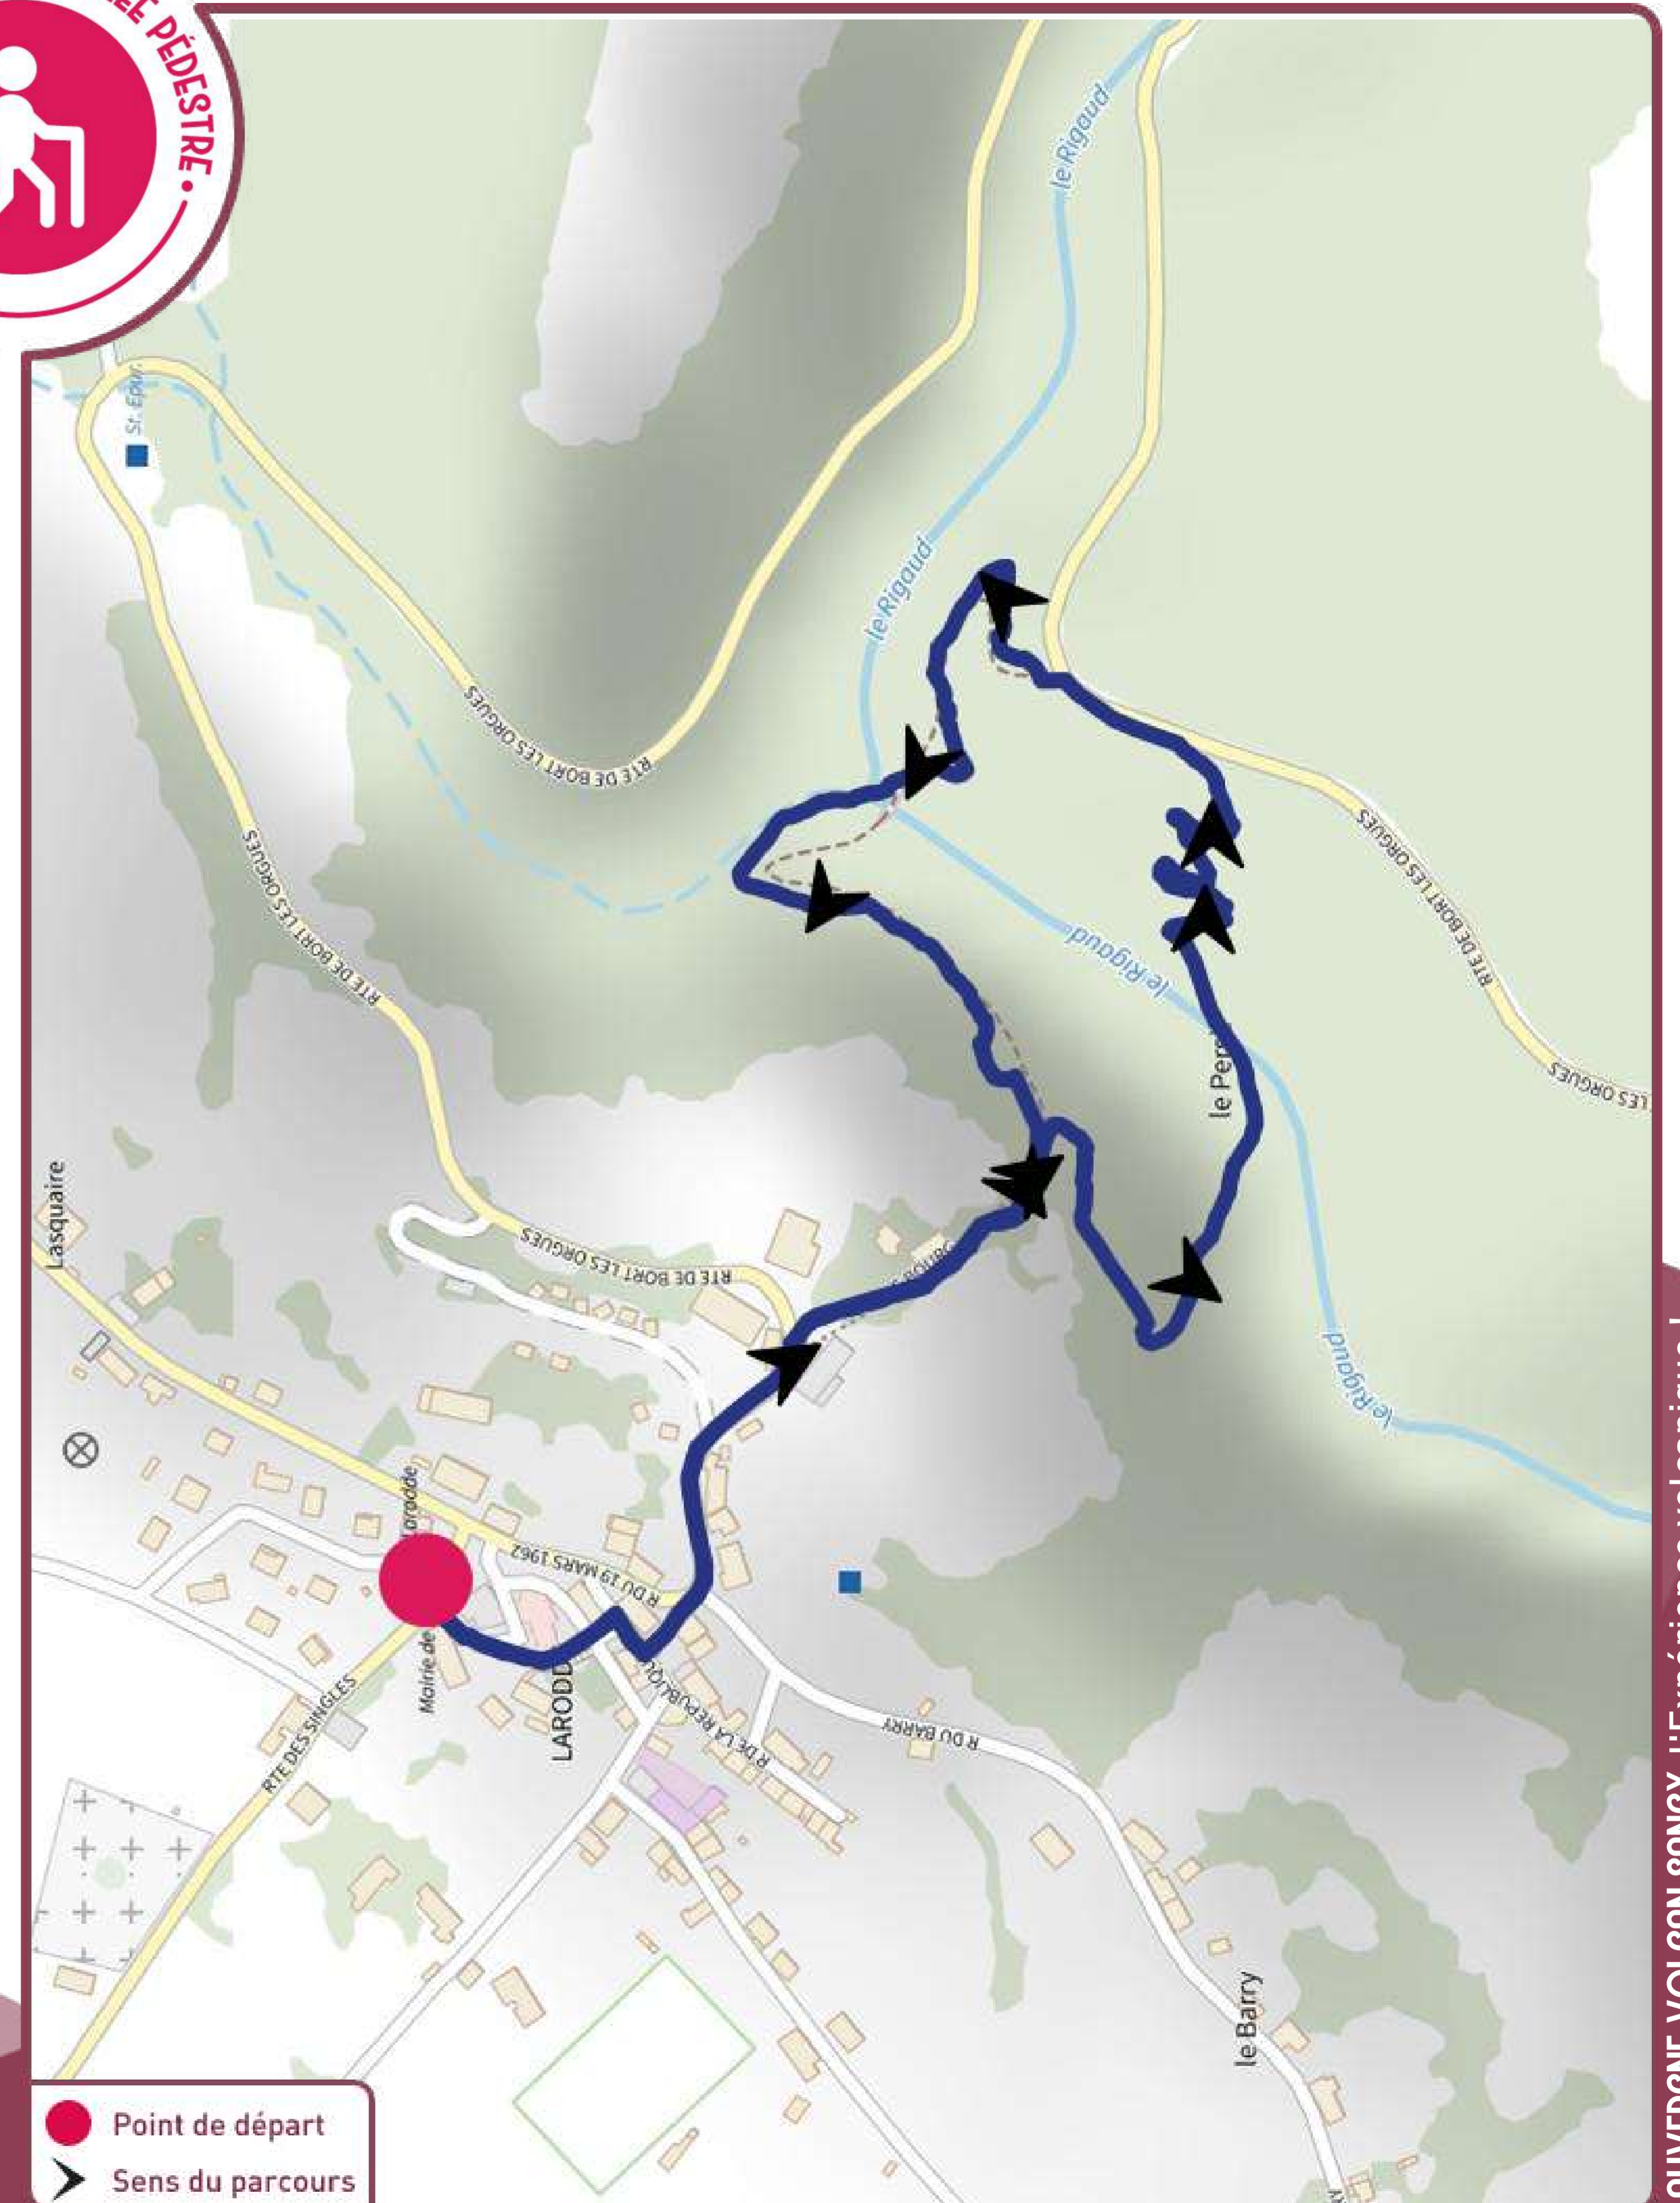 PÉDESTRE •
le Rigaud
St. Epur.
le Rigaud
RTE DE BORT LES ORGUES
RTE DE BORT LES ORGUES
RTE DE BORT LES ORGUES
le Rigaud
LES ORGUES
le Per
Lasquaire
RTE DE BORT LES ORGUES
BOURG
le Rigaud
Larodde
R DU 19 MARS 1962
Mairie de
LARODD
RTE DES SINGLES
R DE LA REPUBLIQU
R DU BARRY
le Barry
Point de départ
Sens du parcours